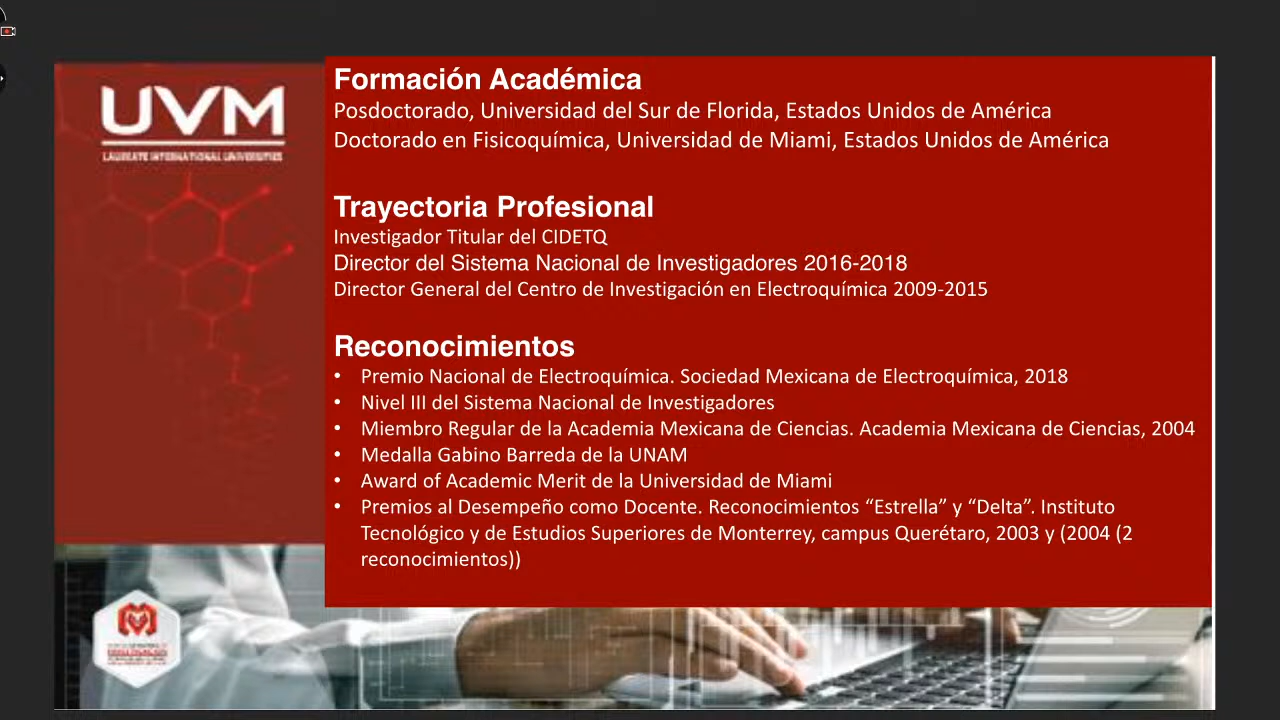 UVM
LAUREATE INTERNATIONAL UNIVERSITIES
Formación Académica
Posdoctorado, Universidad del Sur de Florida, Estados Unidos de América
Doctorado en Fisicoquímica, Universidad de Miami, Estados Unidos de América
Trayectoria Profesional
Investigador Titular del CIDETQ
Director del Sistema Nacional de Investigadores 2016-2018
Director General del Centro de Investigación en Electroquímica 2009-2015
Reconocimientos
• Premio Nacional de Electroquímica. Sociedad Mexicana de Electroquímica, 2018
• Nivel III del Sistema Nacional de Investigadores
• Miembro Regular de la Academia Mexicana de Ciencias. Academia Mexicana de Ciencias, 2004
• Medalla Gabino Barreda de la UNAM
• Award of Academic Merit de la Universidad de Miami
• Premios al Desempeño como Docente. Reconocimientos “Estrella” y “Delta”. Instituto
Tecnológico y de Estudios Superiores de Monterrey, campus Querétaro, 2003 y (2004 (2
reconocimientos))